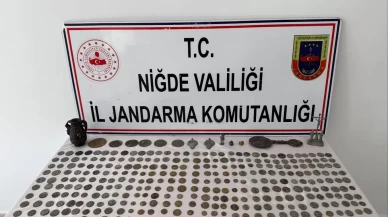 T.C.
NİĞDE VALİLİĞİ
İL JANDARMA KOMUTANLIĞI